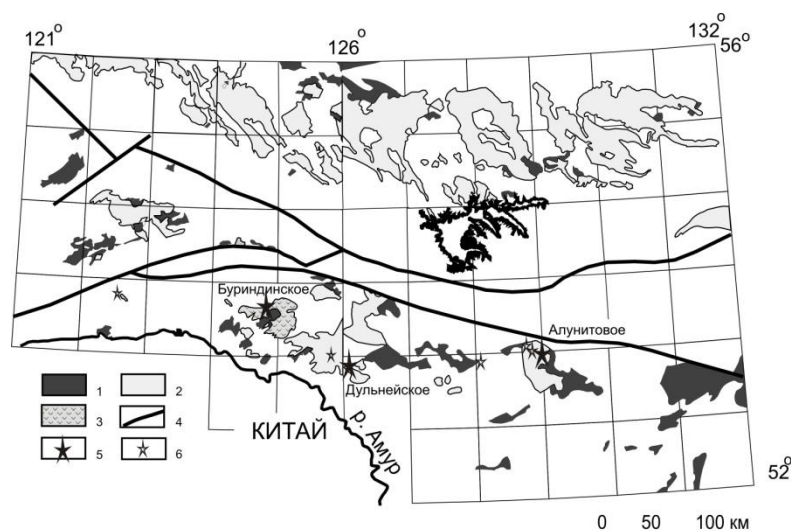 121°
126°
132°
56°
Буриндинское
Алунитовое
Дульнейское
1 2
3 4
5 6
КИТАЙ
р. Амур
52°
0 50 100 км